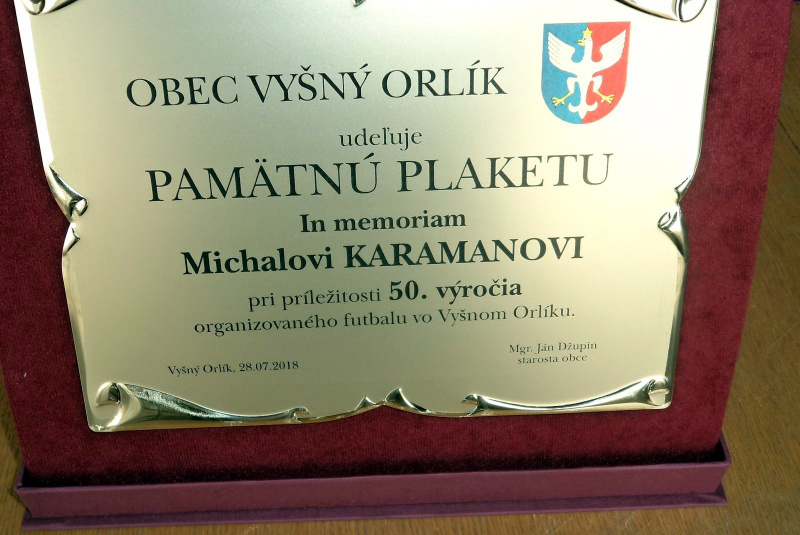 OBEC VYŠNÝ ORLÍK
udeľuje
PAMÄTNÚ PLAKETU
In memoriam
Michalovi KARAMANOVI
pri príležitosti 50. výročia
organizovaného futbalu vo Vyšnom Orlíku.
Mgr. Ján Džupin
starosta obce
Vyšný Orlík, 28.07.2018